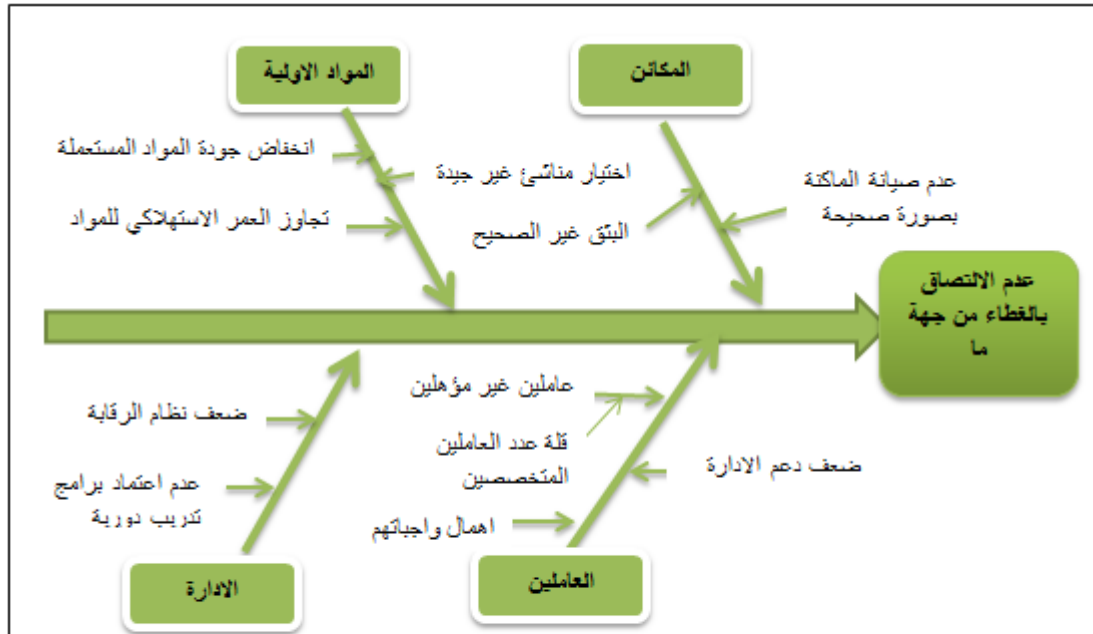 المكائن
المواد الاولية
انخفاض جودة المواد المستعملة
اختيار مناشئ غير جيدة
عدم صيانة الماكنة
بصورة صحيحة
تجاوز العمر الاستهلاكي للمواد
البثق غير الصحيح
عدم الالتصاق
بالغطاء من جهة
ما
عاملين غير مؤهلين
ضعف نظام الرقابة
قلة عدد العاملين
المتخصصين
ضعف دعم الادارة
عدم اعتماد برامج
تدريب دورية
اهمال واجباتهم
العاملين
الادارة